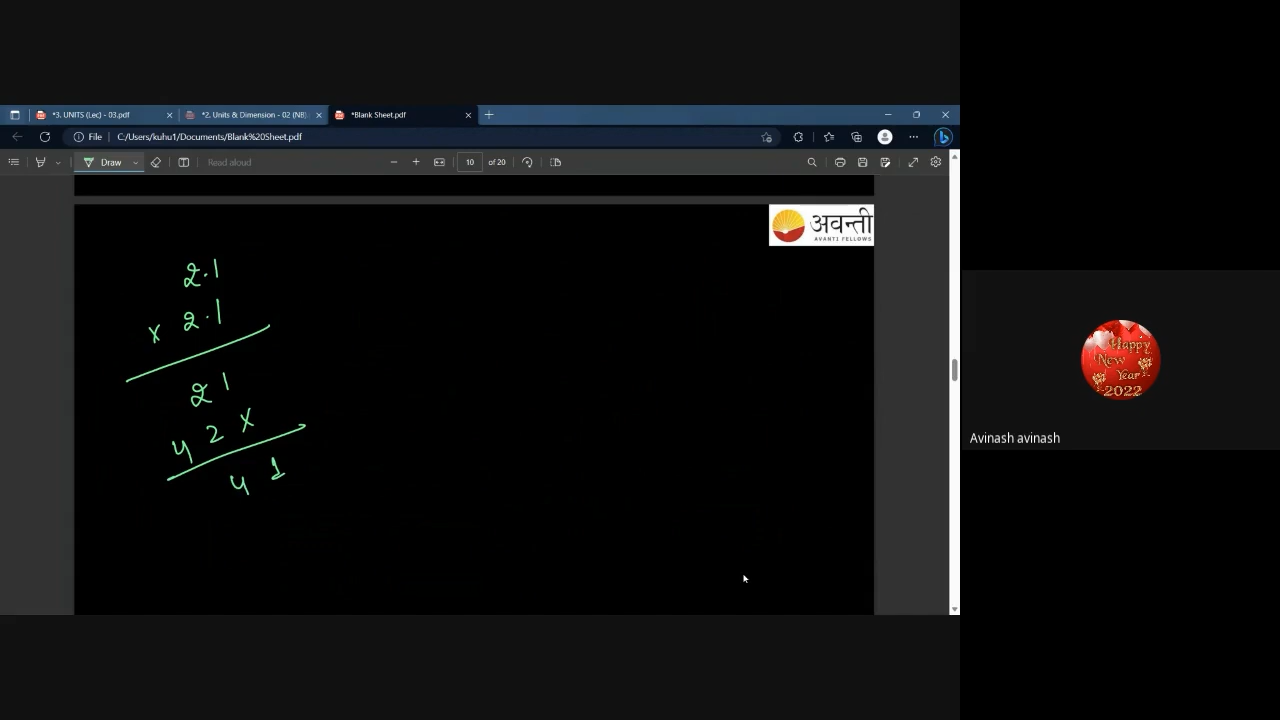 *3. UNITS (Lec) - 03.pdf
*2. Units & Dimension - 02 (NB).
*Blank Sheet.pdf
File C:/Users/kuhu1/Documents/Blank%20Sheet.pdf
Draw Read aloud 10 of 20
अवन्ती
AVANTI FELLOWS
2.1
x 2.1
21
42x
41
Happy
New
Year
2022
Avinash avinash